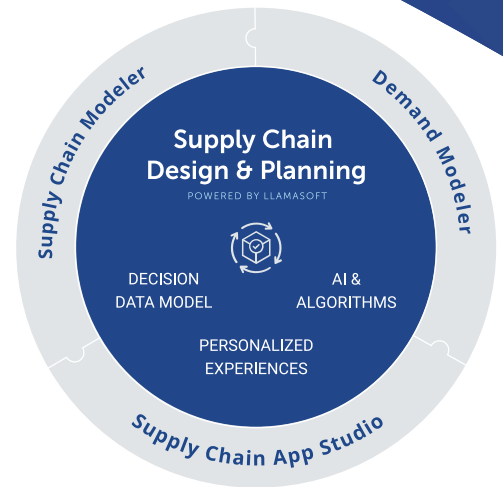 Supply Chain Modeler
Demand Modeler
Supply Chain
Design & Planning
POWERED BY LLAMASOFT
DECISION
DATA MODEL
AI &
ALGORITHMS
PERSONALIZED
EXPERIENCES
Supply Chain App Studio